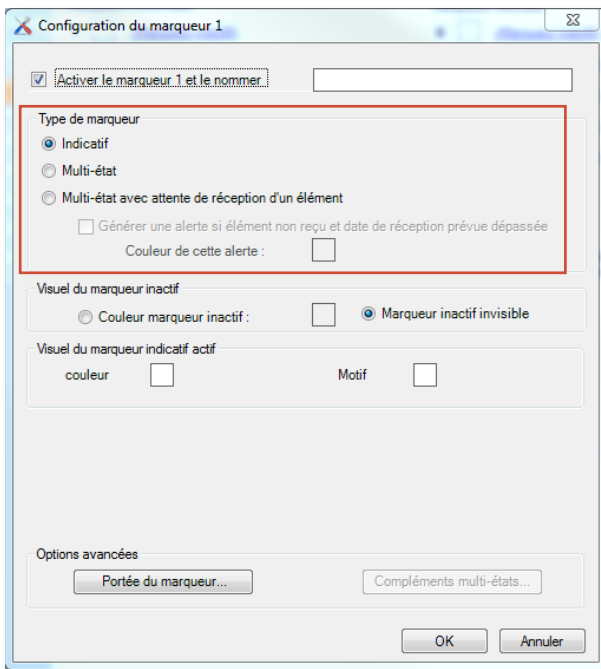 Configuration du marqueur 1
Activer le marqueur 1 et le nommer
Type de marqueur
Indicatif
Multi-état
Multi-état avec attente de réception d'un élément
Générer une alerte si élément non reçu et date de réception prévue dépassée
Couleur de cette alerte :
Visuel du marqueur inactif
Couleur marqueur inactif : Marqueur inactif invisible
Visuel du marqueur indicatif actif
couleur Motif
Options avancées
Portée du marqueur... Compléments multi-états...
OK Annuler